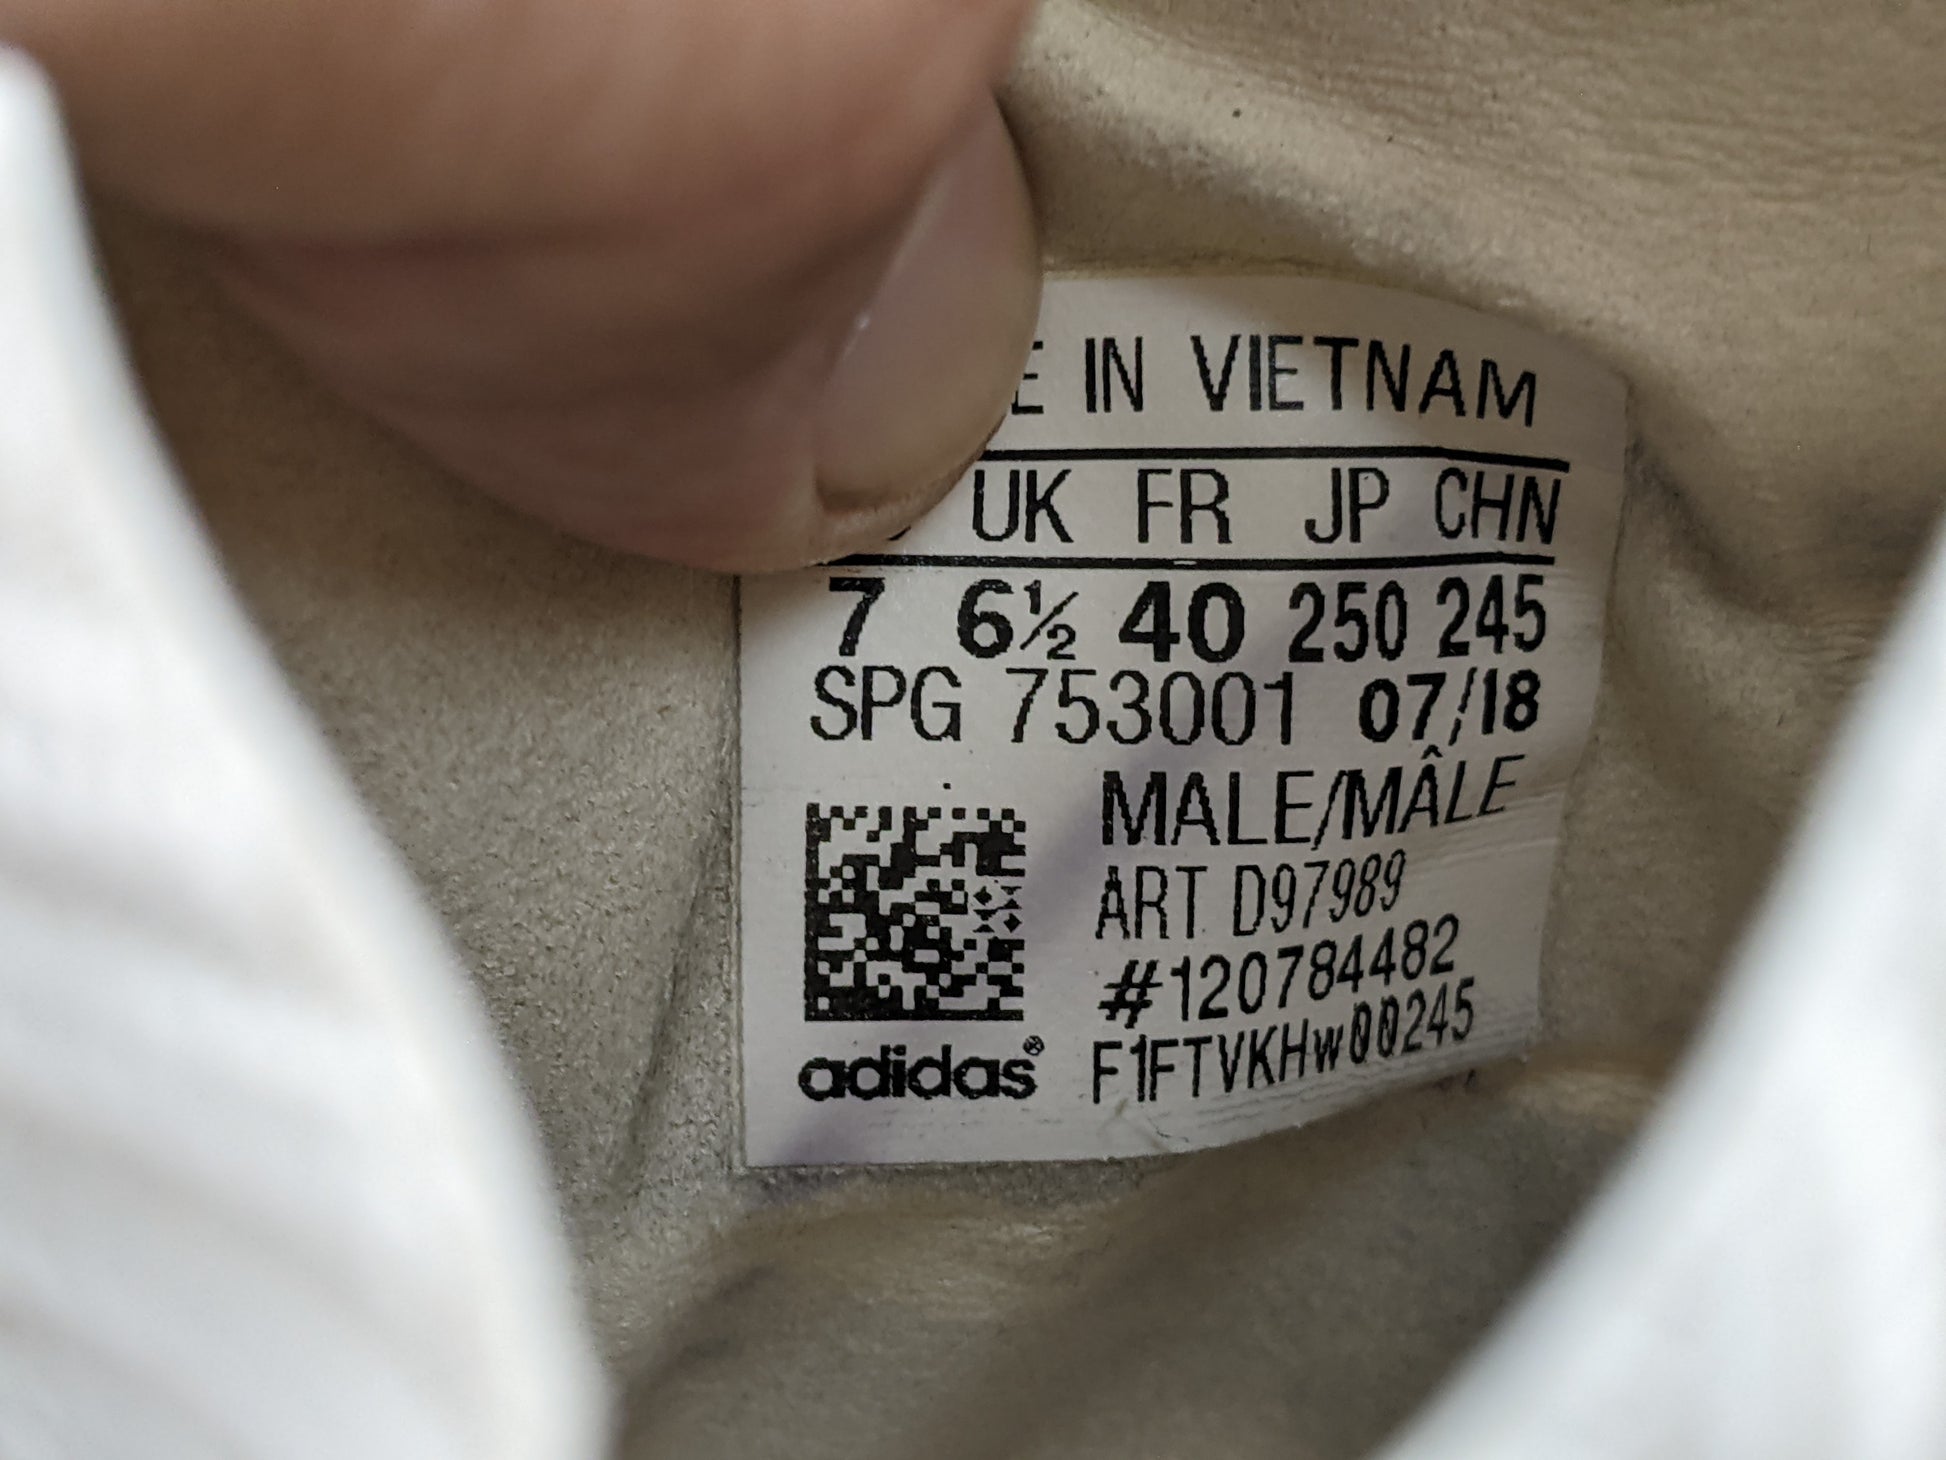 E IN VIETNAM
UK FR JP CHN
7 6½ 40 250 245
SPG 753001 07/18
MALE/MÂLE
ART D97989
#120784482
F1FTVKHw00245
adidas®